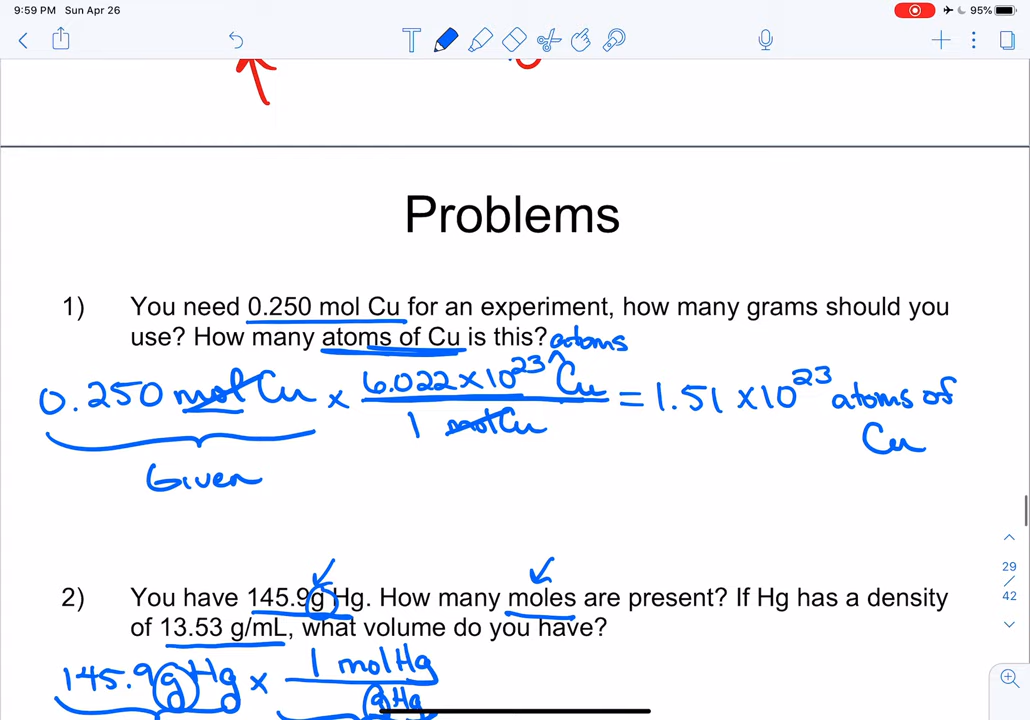 9:59 PM Sun Apr 26
95%
Problems
1) You need 0.250 mol Cu for an experiment, how many grams should you
use? How many atoms of Cu is this?
atoms
0.250 mol Cu × 6.022 × 10²³ Cu = 1.51 × 10²³ atoms of
1 mol Cu
Cu
Given
29
/
42
2) You have 145.9g Hg. How many moles are present? If Hg has a density
of 13.53 g/mL, what volume do you have?
145.9g Hg × 1 mol Hg
g Hg